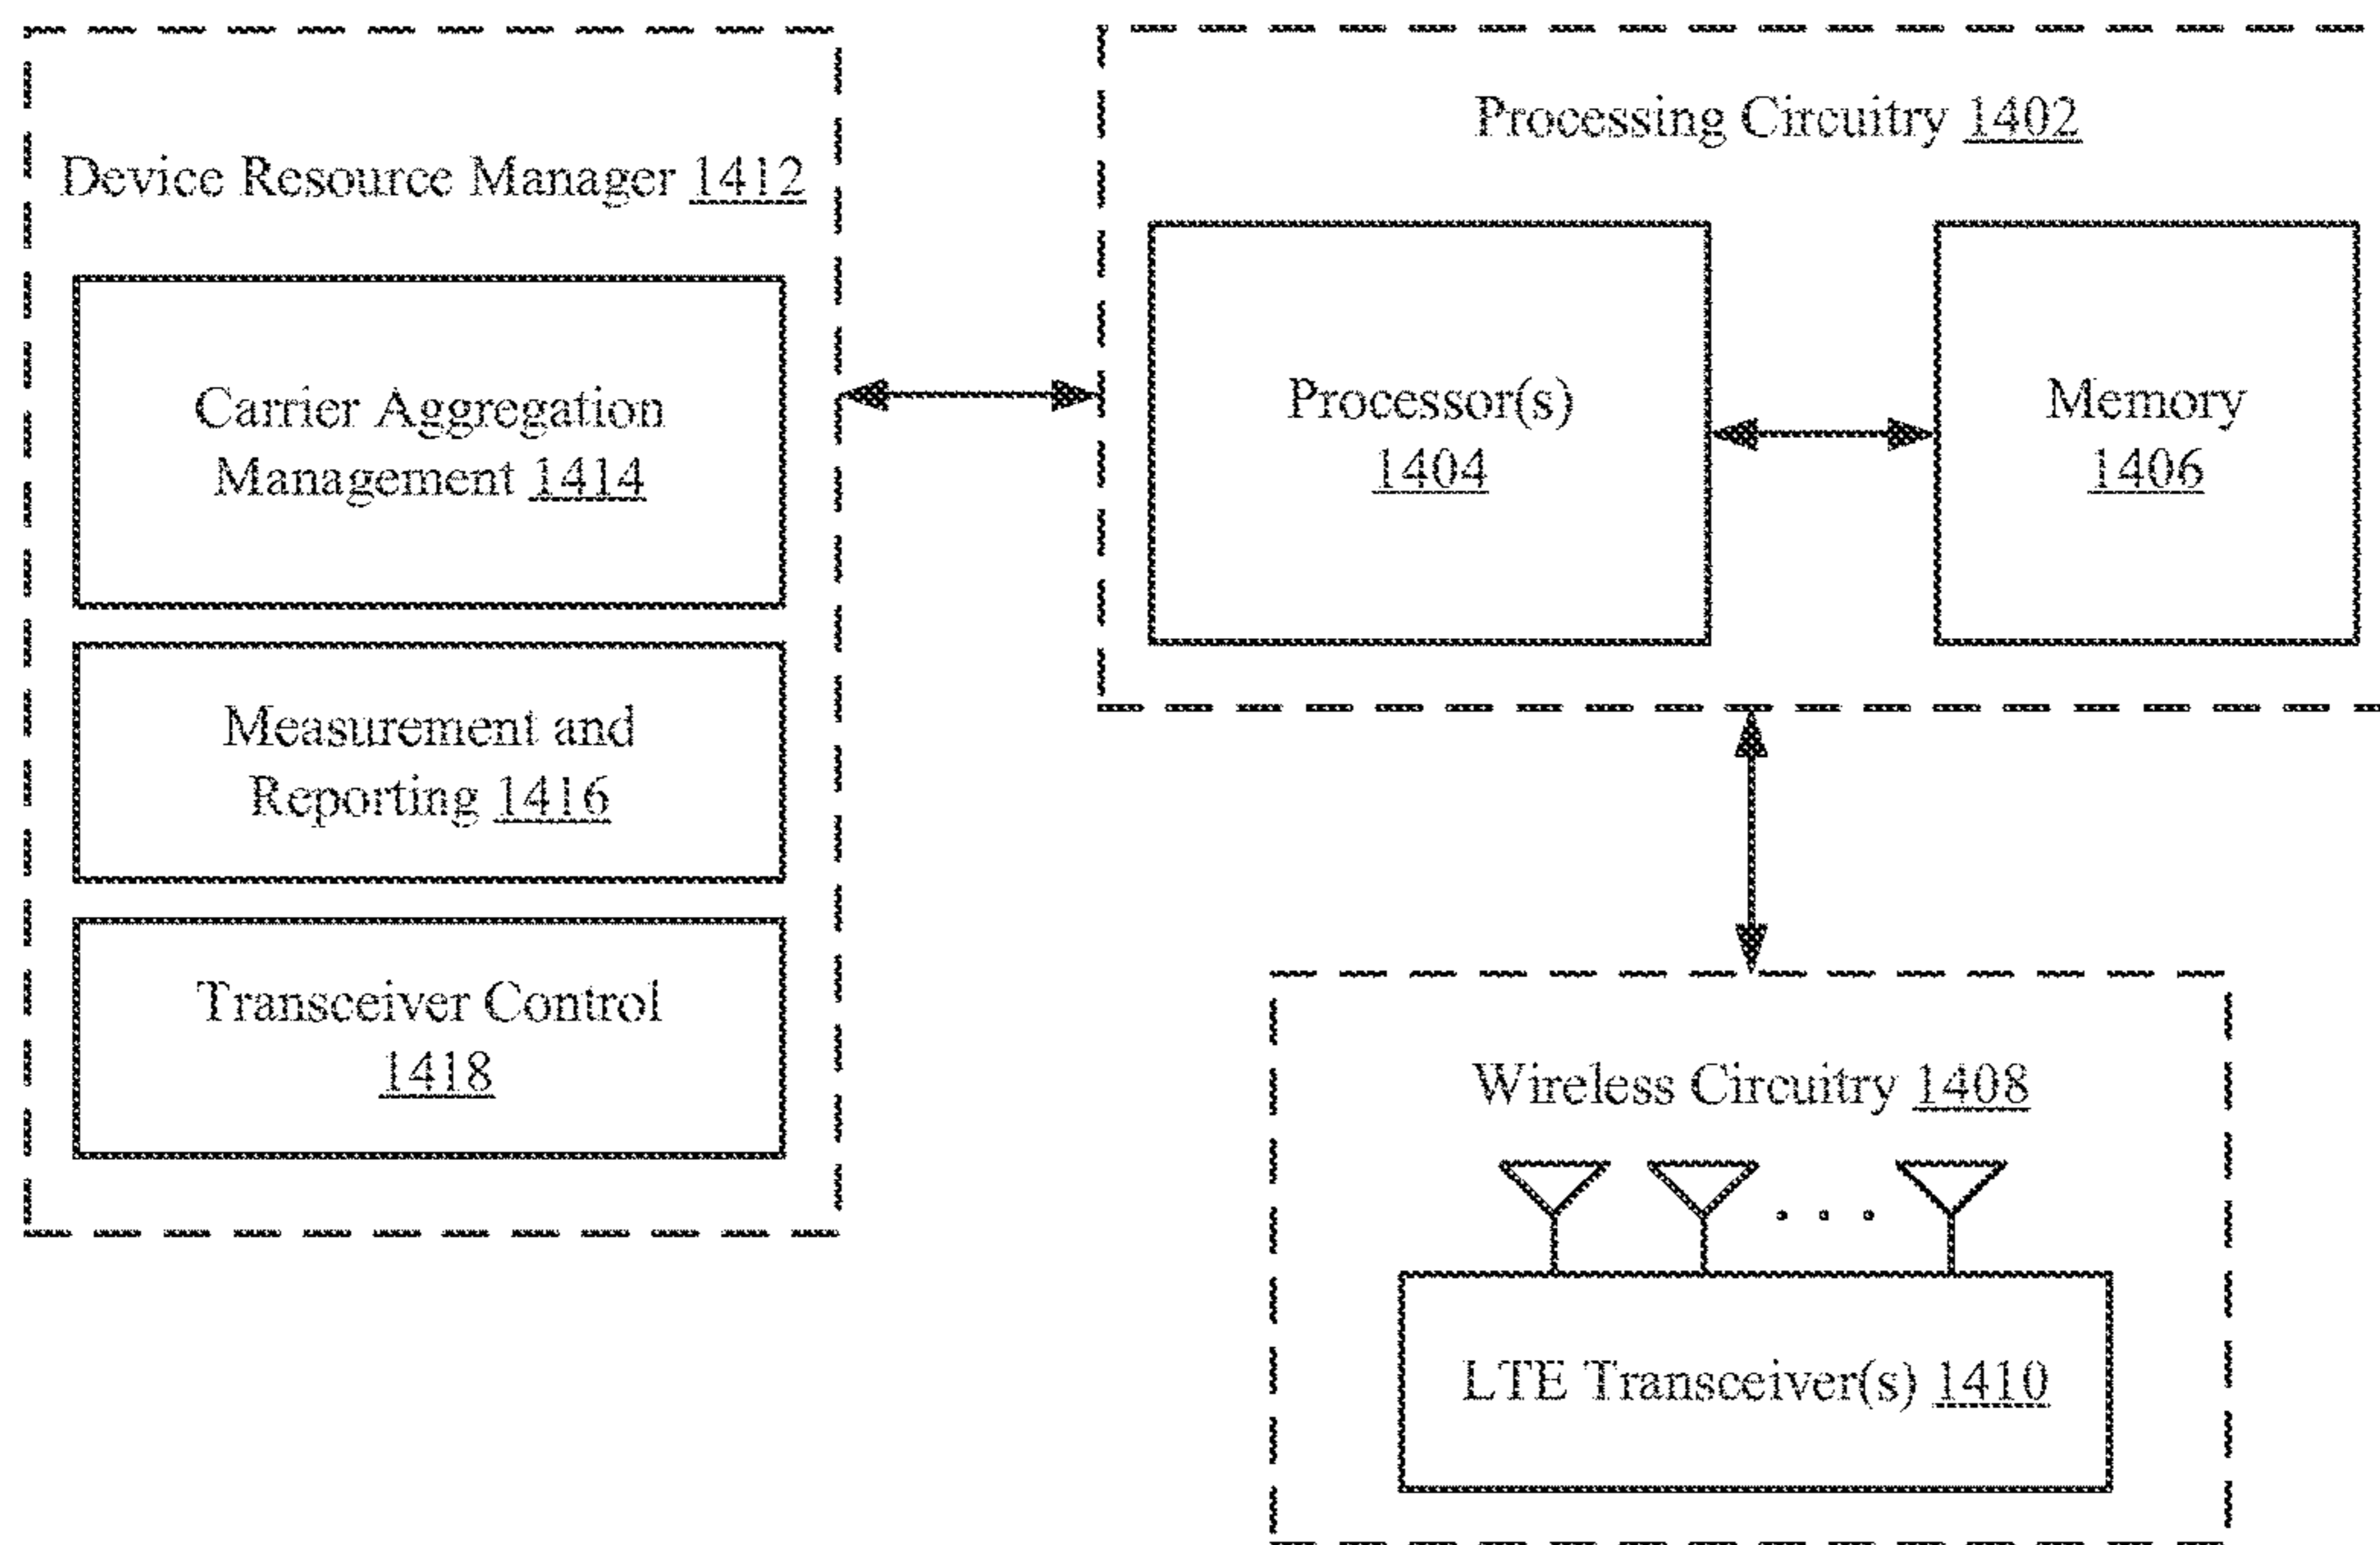 Device Resource Manager 1412
Carrier Aggregation
Management 1414
Measurement and
Reporting 1416
Transceiver Control
1418
Processing Circuitry 1402
Processor(s)
1404
Memory
1406
Wireless Circuitry 1408
LTE Transceiver(s) 1410